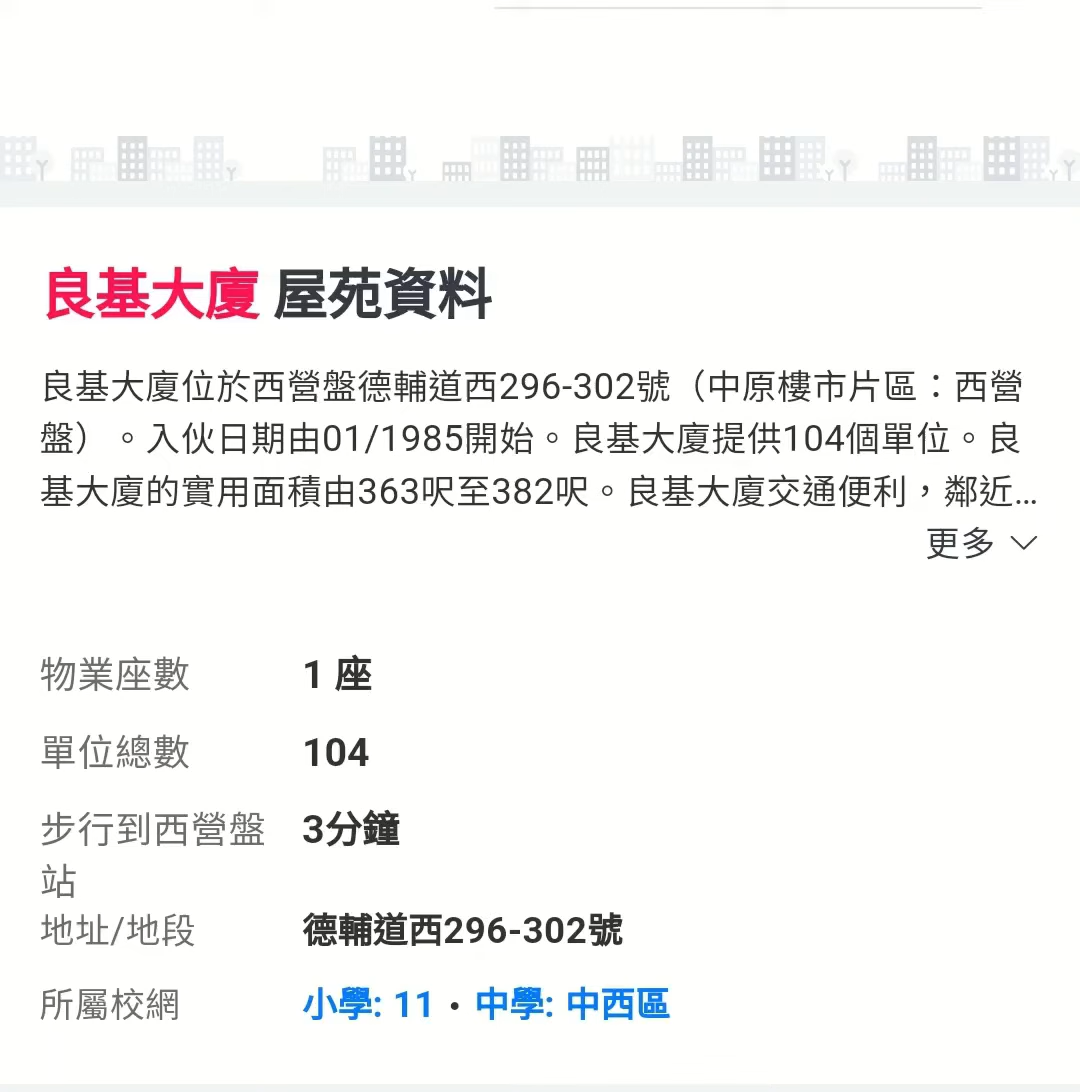 良基大廈 屋苑資料
良基大廈位於西營盤德輔道西296-302號（中原樓市片區：西營
盤）。入伙日期由01/1985開始。良基大廈提供104個單位。良
基大廈的實用面積由363呎至382呎。良基大廈交通便利，鄰近...
更多
物業座數 1 座
單位總數 104
步行到西營盤 3分鐘
站
地址/地段 德輔道西296-302號
所屬校網 小學: 11 • 中學: 中西區